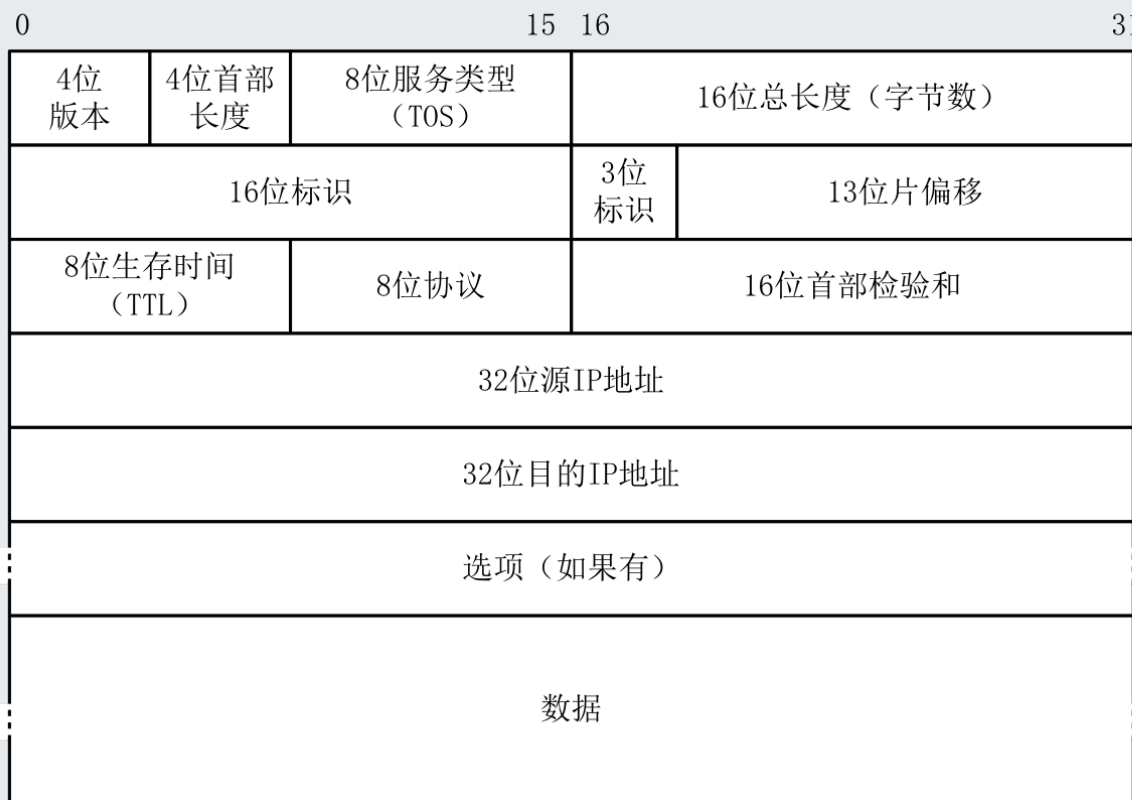 0 15 16 31
4位 4位首部 8位服务类型 16位总长度（字节数）
版本 长度 （TOS）
16位标识 3位 13位片偏移
标识
8位生存时间 8位协议 16位首部检验和
（TTL）
32位源IP地址
32位目的IP地址
选项（如果有）
数据